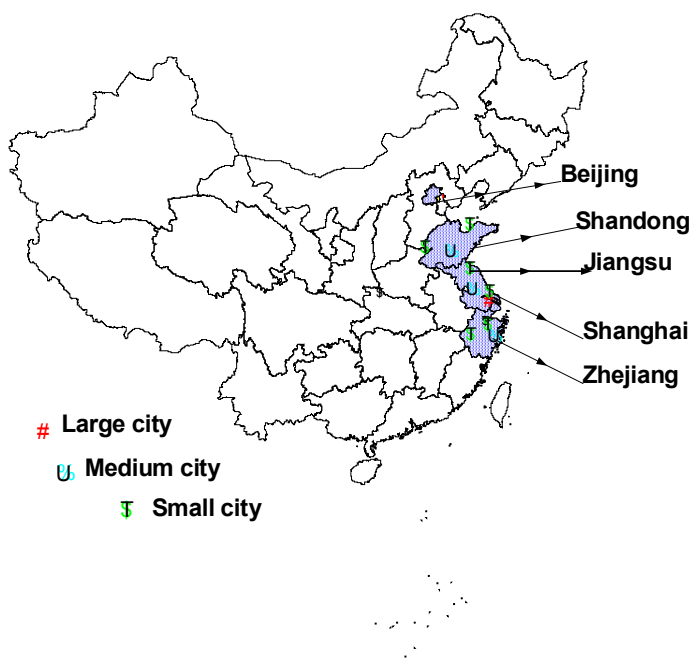 Beijing
Shandong
Jiangsu
Shanghai
Zhejiang
# Large city
U Medium city
T Small city